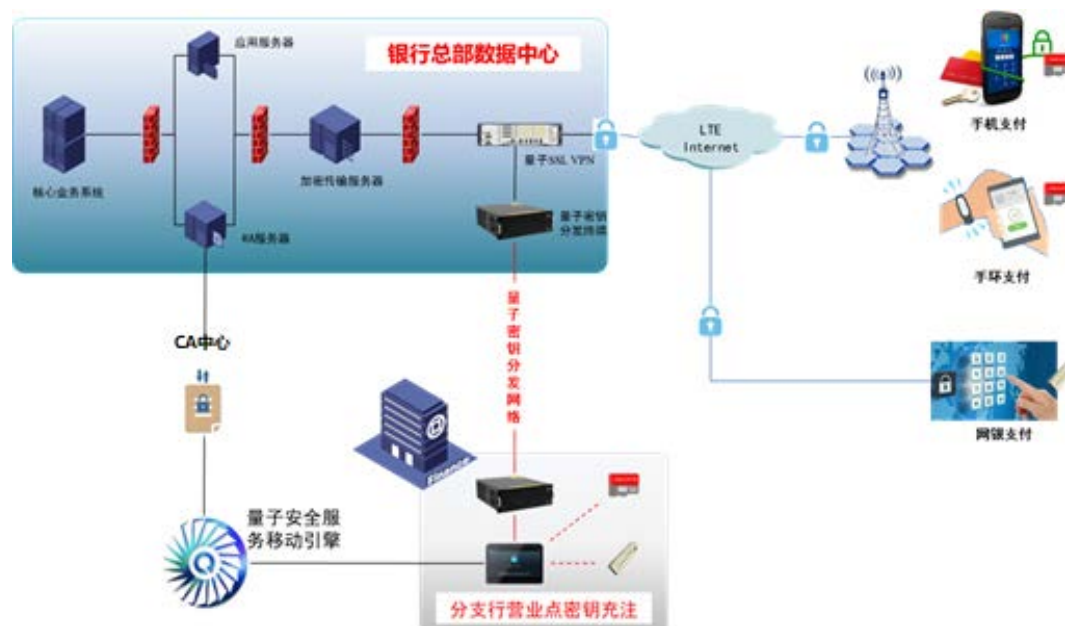 应用服务器
银行总部数据中心
核心业务系统
加密传输服务器
量子SSL VPN
RA服务器
量子密钥
分发终端
LTE
Internet
手机支付
手环支付
网银支付
CA中心
量子密钥分发网络
Finance
量子安全服
务移动引擎
分支行营业点密钥充注